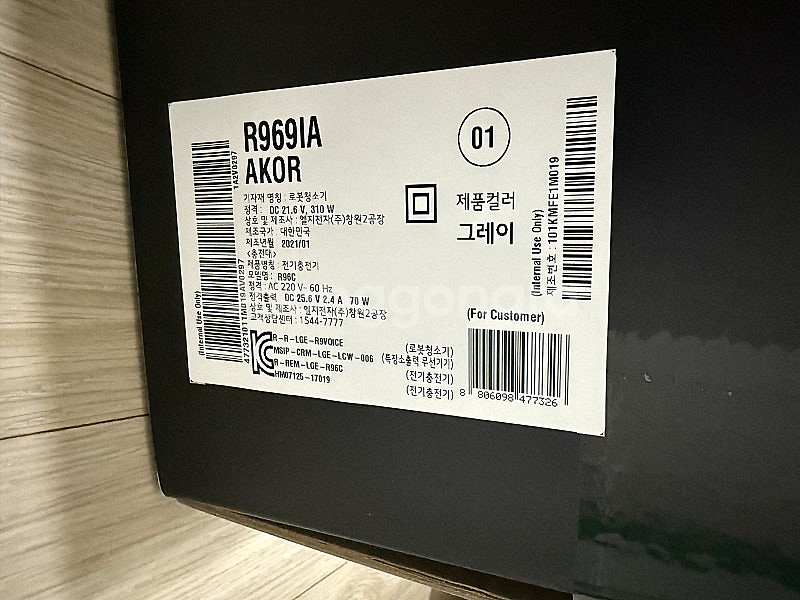 R969IA
AKOR
01
제품컬러
그레이
기자재 명칭 : 로봇청소기
정격 : DC 21.6 V, 310 W
상호 및 제조사 : 엘지전자(주)창원2공장
제조국가 : 대한민국
제조년월 2021/01
<충전대>
제품명칭 : 전기충전기
모델명 : R96C
정격 : AC 220 V~ 60 Hz
정격출력 DC 25.6 V 2.4 A 70 W
상호 및 제조사 : 엘지전자(주)창원2공장
고객상담센터 : 1544-7777
R-R-LGE-R9VOICE (로봇청소기)
MSIP-CRM-LGE-LCW-006 (특정소출력 무선기기)
R-REM-LGE-R96C (전기충전기)
HH07125-17019 (전기충전기)
(For Customer)
8 806098 477326
(Internal Use Only)
제조번호 : 101KMFE1M019
(Internal Use Only)
1A2V0297